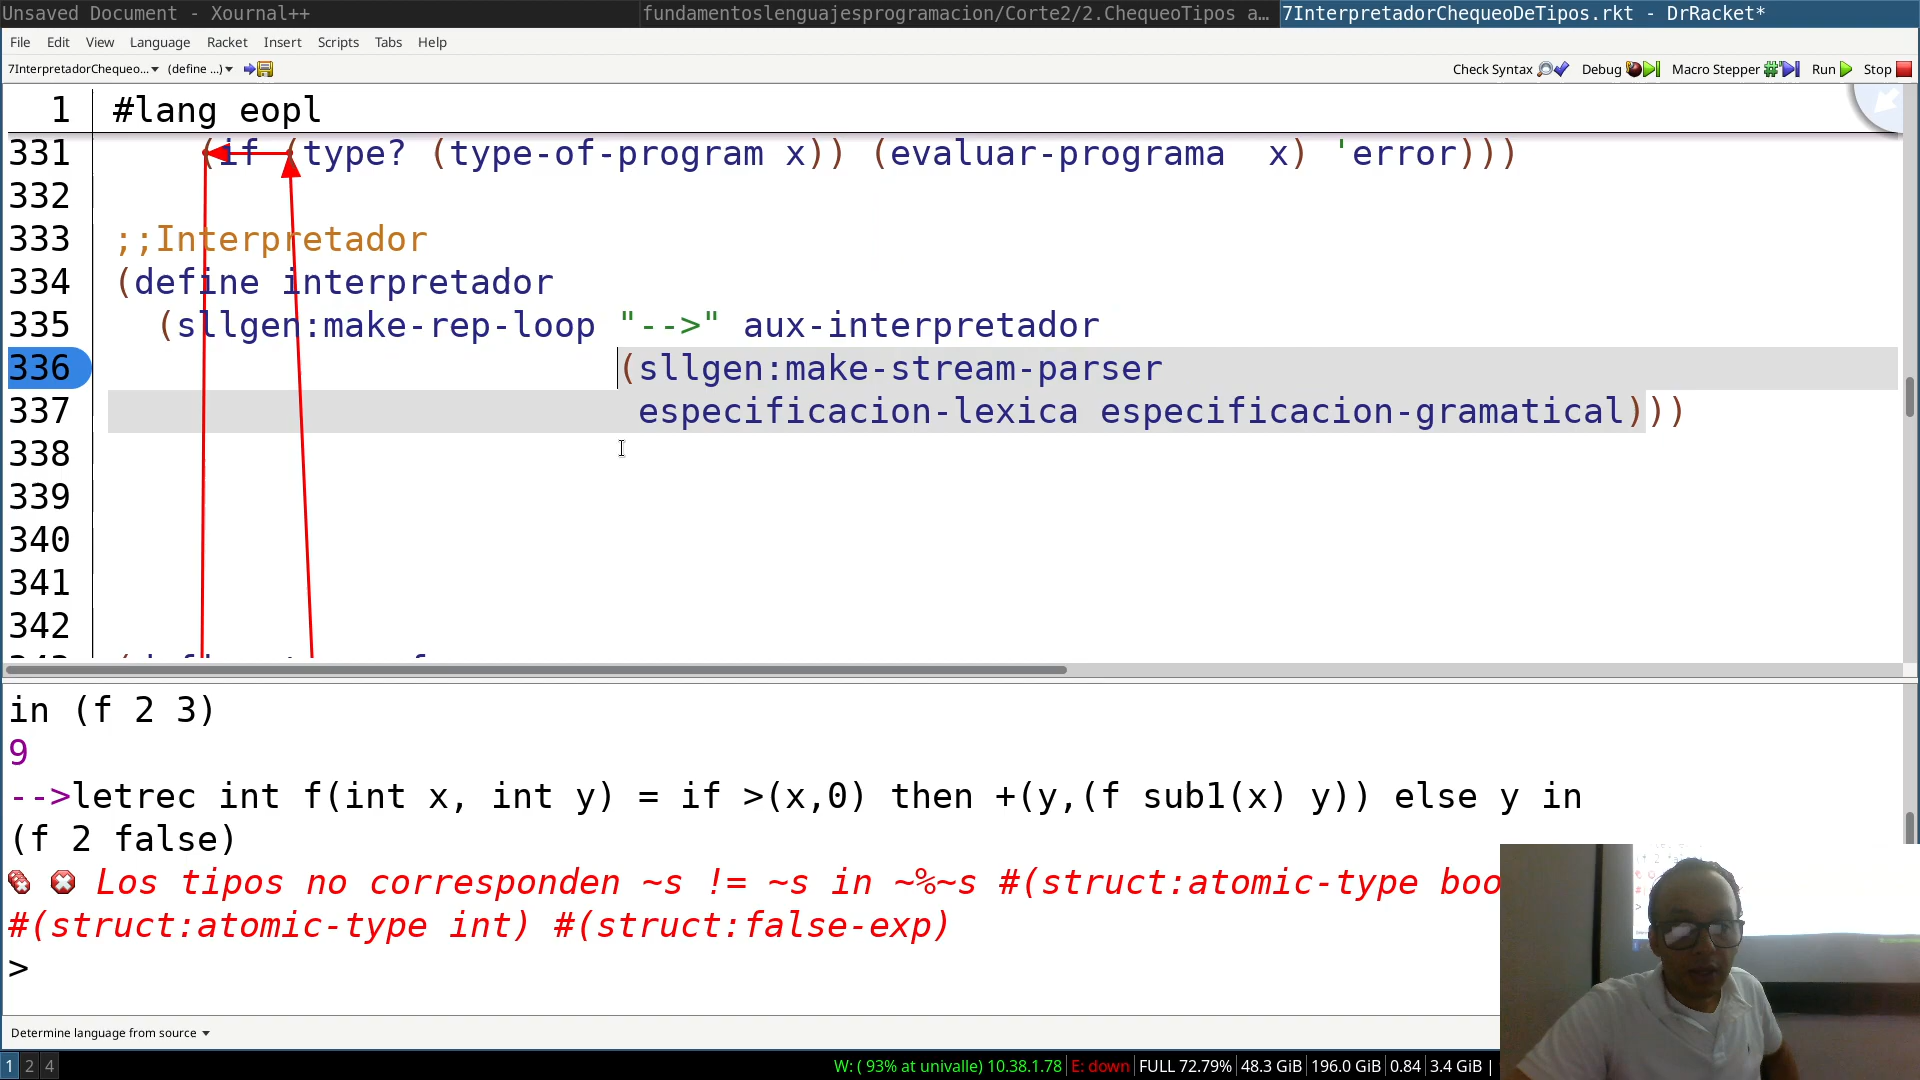 Unsaved Document - Xournal++
fundamentoslenguajesprogramacion/Corte2/2.ChequeoTipos a…
7InterpretadorChequeoDeTipos.rkt - DrRacket*
File Edit View Language Racket Insert Scripts Tabs Help
7InterpretadorChequeo... (define ...) Check Syntax Debug Macro Stepper Run Stop
1 #lang eopl
331 (if (type? (type-of-program x)) (evaluar-programa  x) 'error)))
332
333 ;;Interpretador
334 (define interpretador
335 (sllgen:make-rep-loop "-->" aux-interpretador
336 (sllgen:make-stream-parser
337 especificacion-lexica especificacion-gramatical)))
338
339
340
341
342
in (f 2 3)
9
-->letrec int f(int x, int y) = if >(x,0) then +(y,(f sub1(x) y)) else y in
(f 2 false)
Los tipos no corresponden ~s != ~s in ~%~s #(struct:atomic-type boo
#(struct:atomic-type int) #(struct:false-exp)
>
Determine language from source
1 2 4 W: ( 93% at univalle) 10.38.1.78 | E: down | FULL 72.79% | 48.3 GiB | 196.0 GiB | 0.84 | 3.4 GiB |